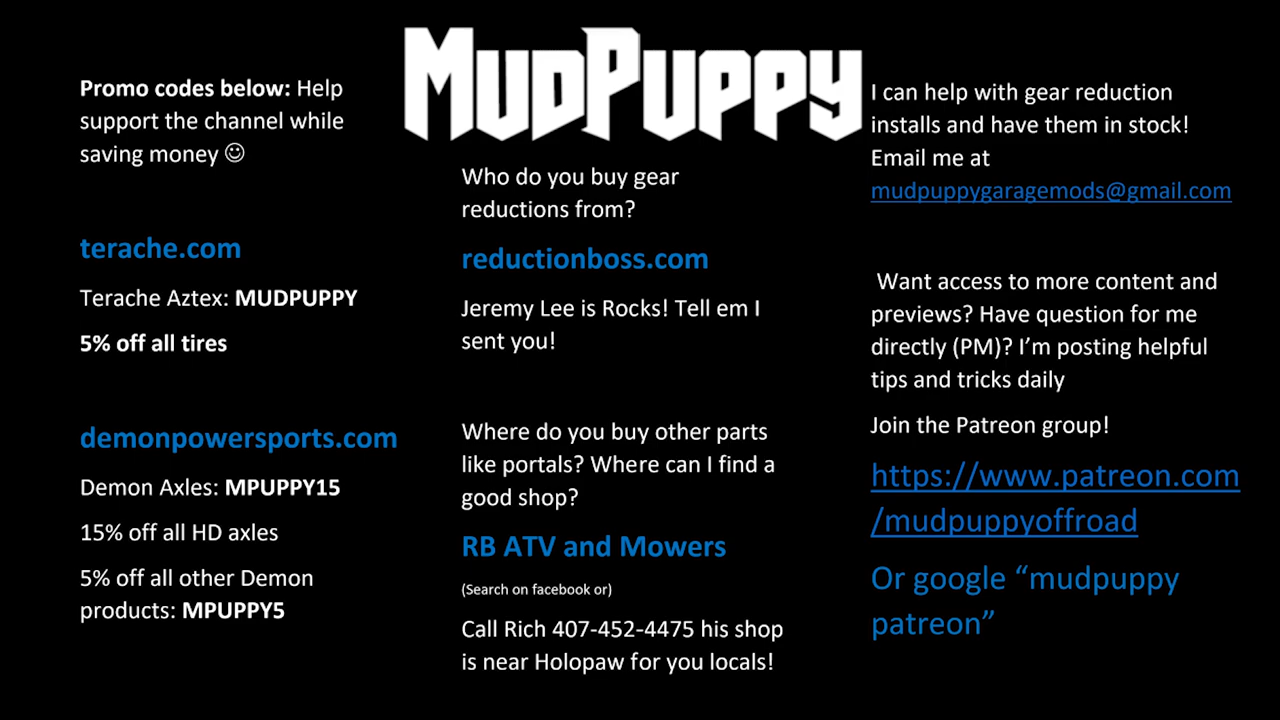 MUDPUPPY
Promo codes below: Help
support the channel while
saving money ☺
terache.com
Terache Aztex: MUDPUPPY
5% off all tires
demonpowersports.com
Demon Axles: MPUPPY15
15% off all HD axles
5% off all other Demon
products: MPUPPY5
Who do you buy gear
reductions from?
reductionboss.com
Jeremy Lee is Rocks! Tell em I
sent you!
Where do you buy other parts
like portals? Where can I find a
good shop?
RB ATV and Mowers
(Search on facebook or)
Call Rich 407-452-4475 his shop
is near Holopaw for you locals!
I can help with gear reduction
installs and have them in stock!
Email me at
mudpuppygaragemods@gmail.com
Want access to more content and
previews? Have question for me
directly (PM)? I’m posting helpful
tips and tricks daily
Join the Patreon group!
https://www.patreon.com
/mudpuppyoffroad
Or google “mudpuppy
patreon”